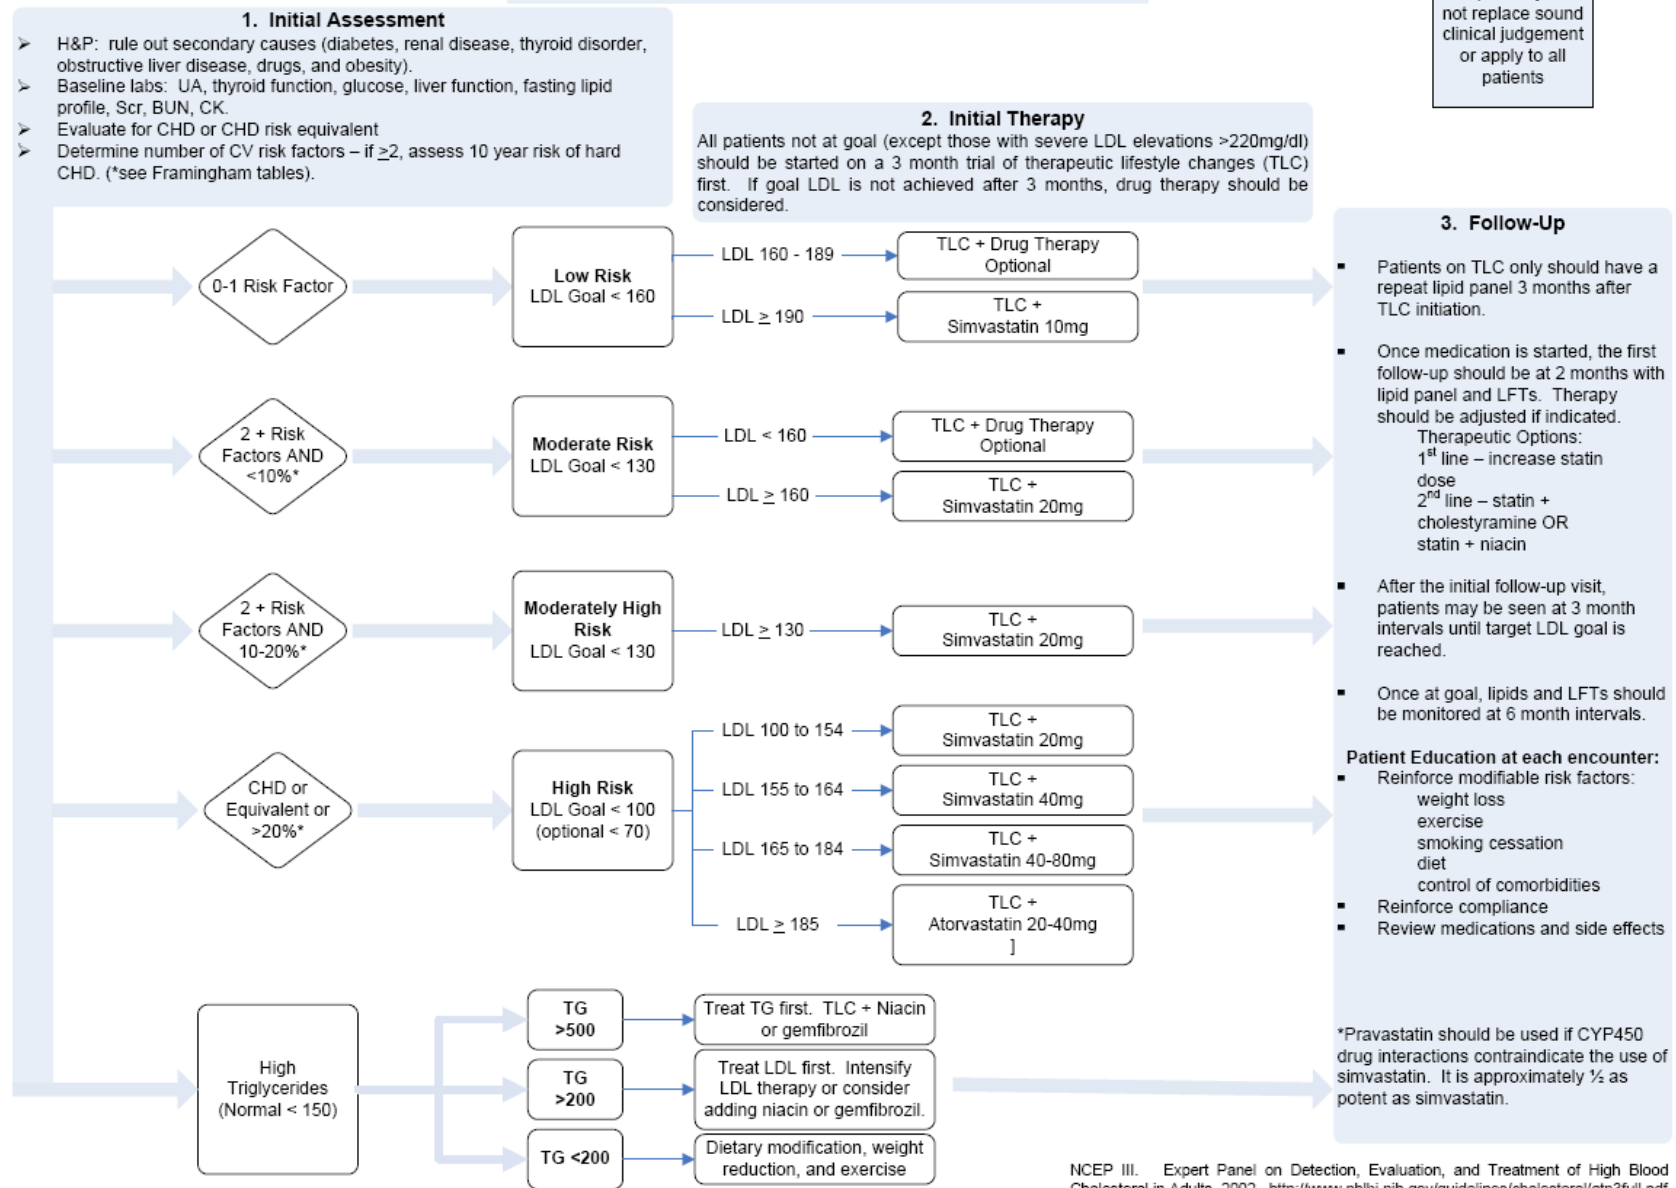 1. Initial Assessment
➢ H&P: rule out secondary causes (diabetes, renal disease, thyroid disorder,
obstructive liver disease, drugs, and obesity).
➢ Baseline labs: UA, thyroid function, glucose, liver function, fasting lipid
profile, Scr, BUN, CK.
➢ Evaluate for CHD or CHD risk equivalent
➢ Determine number of CV risk factors – if ≥2, assess 10 year risk of hard
CHD. (*see Framingham tables).
not replace sound
clinical judgement
or apply to all
patients
2. Initial Therapy
All patients not at goal (except those with severe LDL elevations >220mg/dl)
should be started on a 3 month trial of therapeutic lifestyle changes (TLC)
first. If goal LDL is not achieved after 3 months, drug therapy should be
considered.
0-1 Risk Factor
Low Risk
LDL Goal < 160
LDL 160 - 189
TLC + Drug Therapy
Optional
LDL ≥ 190
TLC +
Simvastatin 10mg
2 + Risk
Factors AND
<10%*
Moderate Risk
LDL Goal < 130
LDL < 160
TLC + Drug Therapy
Optional
LDL ≥ 160
TLC +
Simvastatin 20mg
2 + Risk
Factors AND
10-20%*
Moderately High
Risk
LDL Goal < 130
LDL ≥ 130
TLC +
Simvastatin 20mg
CHD or
Equivalent or
>20%*
High Risk
LDL Goal < 100
(optional < 70)
LDL 100 to 154
TLC +
Simvastatin 20mg
LDL 155 to 164
TLC +
Simvastatin 40mg
LDL 165 to 184
TLC +
Simvastatin 40-80mg
LDL ≥ 185
TLC +
Atorvastatin 20-40mg
]
High
Triglycerides
(Normal < 150)
TG
>500
Treat TG first. TLC + Niacin
or gemfibrozil
TG
>200
Treat LDL first. Intensify
LDL therapy or consider
adding niacin or gemfibrozil.
TG <200
Dietary modification, weight
reduction, and exercise
3. Follow-Up
▪ Patients on TLC only should have a
repeat lipid panel 3 months after
TLC initiation.
▪ Once medication is started, the first
follow-up should be at 2 months with
lipid panel and LFTs. Therapy
should be adjusted if indicated.
Therapeutic Options:
1st line – increase statin
dose
2nd line – statin +
cholestyramine OR
statin + niacin
▪ After the initial follow-up visit,
patients may be seen at 3 month
intervals until target LDL goal is
reached.
▪ Once at goal, lipids and LFTs should
be monitored at 6 month intervals.
Patient Education at each encounter:
▪ Reinforce modifiable risk factors:
weight loss
exercise
smoking cessation
diet
control of comorbidities
▪ Reinforce compliance
▪ Review medications and side effects
*Pravastatin should be used if CYP450
drug interactions contraindicate the use of
simvastatin. It is approximately ½ as
potent as simvastatin.
NCEP III. Expert Panel on Detection, Evaluation, and Treatment of High Blood